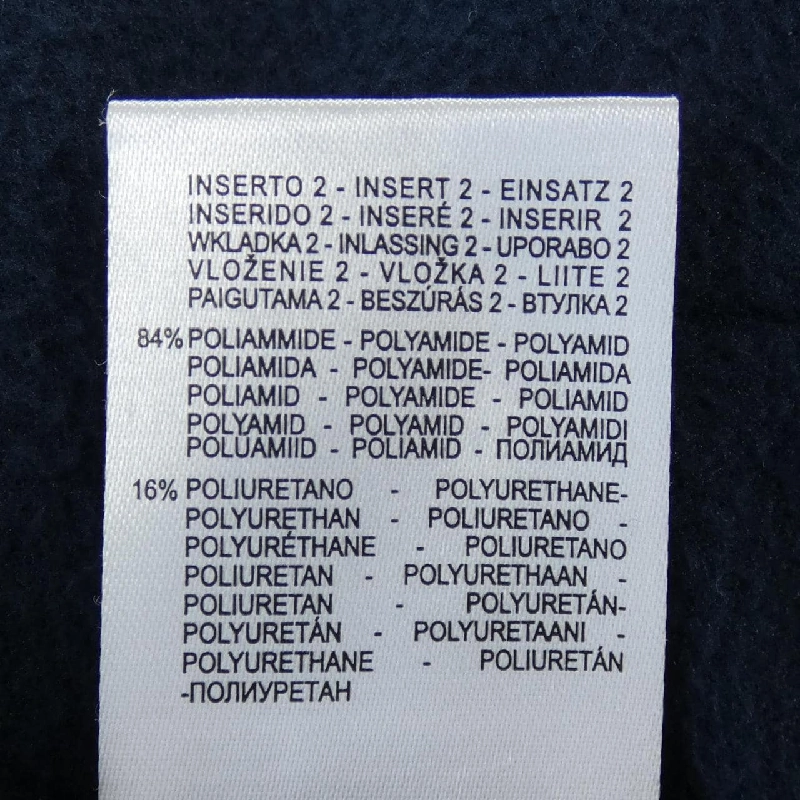 INSERTO 2 - INSERT 2 - EINSATZ 2
INSERIDO 2 - INSERÉ 2 - INSERIR 2
WKLADKA 2 - INLASSING 2 - UPORABO 2
VLOŽENIE 2 - VLOŽKA 2 - LIITE 2
PAIGUTAMA 2 - BESZÚRÁS 2 - ВТУЛКА 2
84% POLIAMMIDE - POLYAMIDE - POLYAMID
POLIAMIDA - POLYAMIDE- POLIAMIDA
POLIAMID - POLYAMIDE - POLIAMID
POLYAMID - POLYAMID - POLYAMIDI
POLUAMIID - POLIAMID - ПОЛИАМИД
16% POLIURETANO - POLYURETHANE-
POLYURETHAN - POLIURETANO -
POLYURÉTHANE - POLIURETANO
POLIURETAN - POLYURETHAAN -
POLIURETAN - POLYURETÁN-
POLYURETÁN - POLYURETAANI -
POLYURETHANE - POLIURETÁN
-ПОЛИУРЕТАН